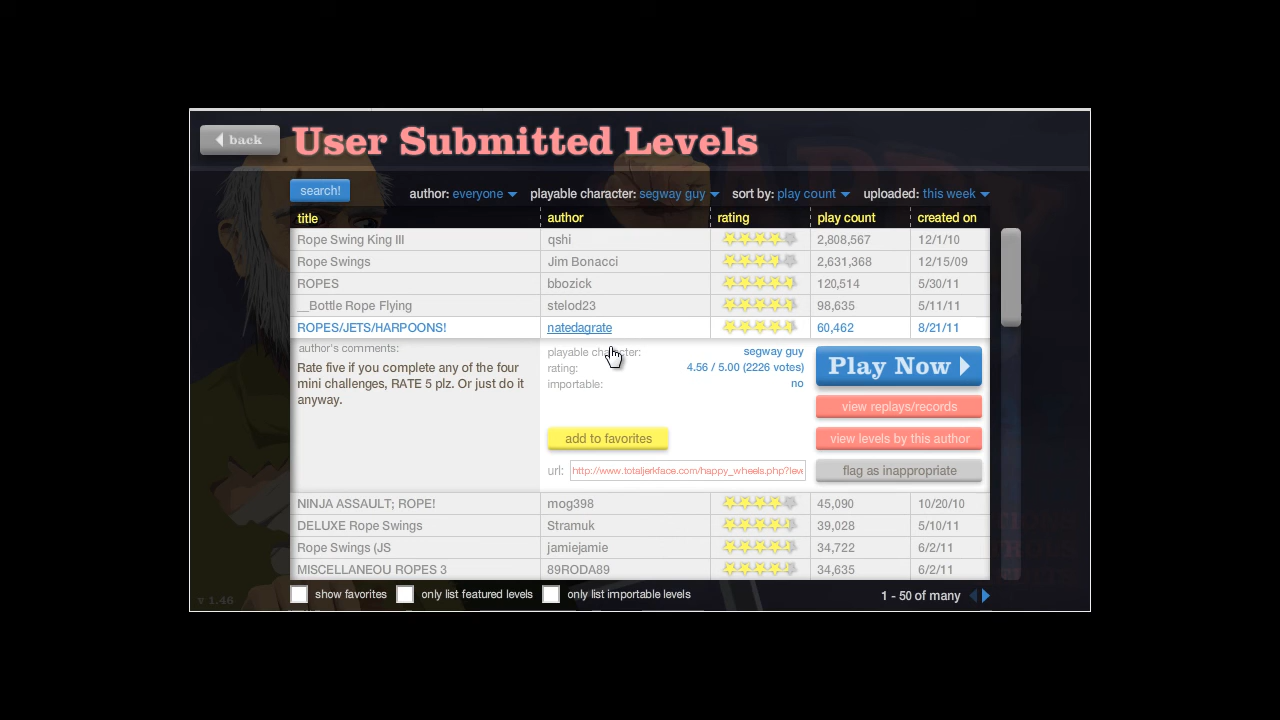 back
User Submitted Levels
search!
author: everyone
playable character: segway guy
sort by: play count
uploaded: this week
title author rating play count created on
Rope Swing King III qshi 2,808,567 12/1/10
Rope Swings Jim Bonacci 2,631,368 12/15/09
ROPES bbozick 120,514 5/30/11
__Bottle Rope Flying stelod23 98,635 5/11/11
ROPES/JETS/HARPOONS! natedagrate 60,462 8/21/11
author's comments:
Rate five if you complete any of the four
mini challenges, RATE 5 plz. Or just do it
anyway.
playable character: segway guy
rating: 4.56 / 5.00 (2226 votes)
importable: no
add to favorites
url: http://www.totaljerkface.com/happy_wheels.php?lev
Play Now
view replays/records
view levels by this author
flag as inappropriate
NINJA ASSAULT; ROPE! mog398 45,090 10/20/10
DELUXE Rope Swings Stramuk 39,028 5/10/11
Rope Swings (JS jamiejamie 34,722 6/2/11
MISCELLANEOU ROPES 3 89RODA89 34,635 6/2/11
show favorites
only list featured levels
only list importable levels
1 - 50 of many
v 1.46